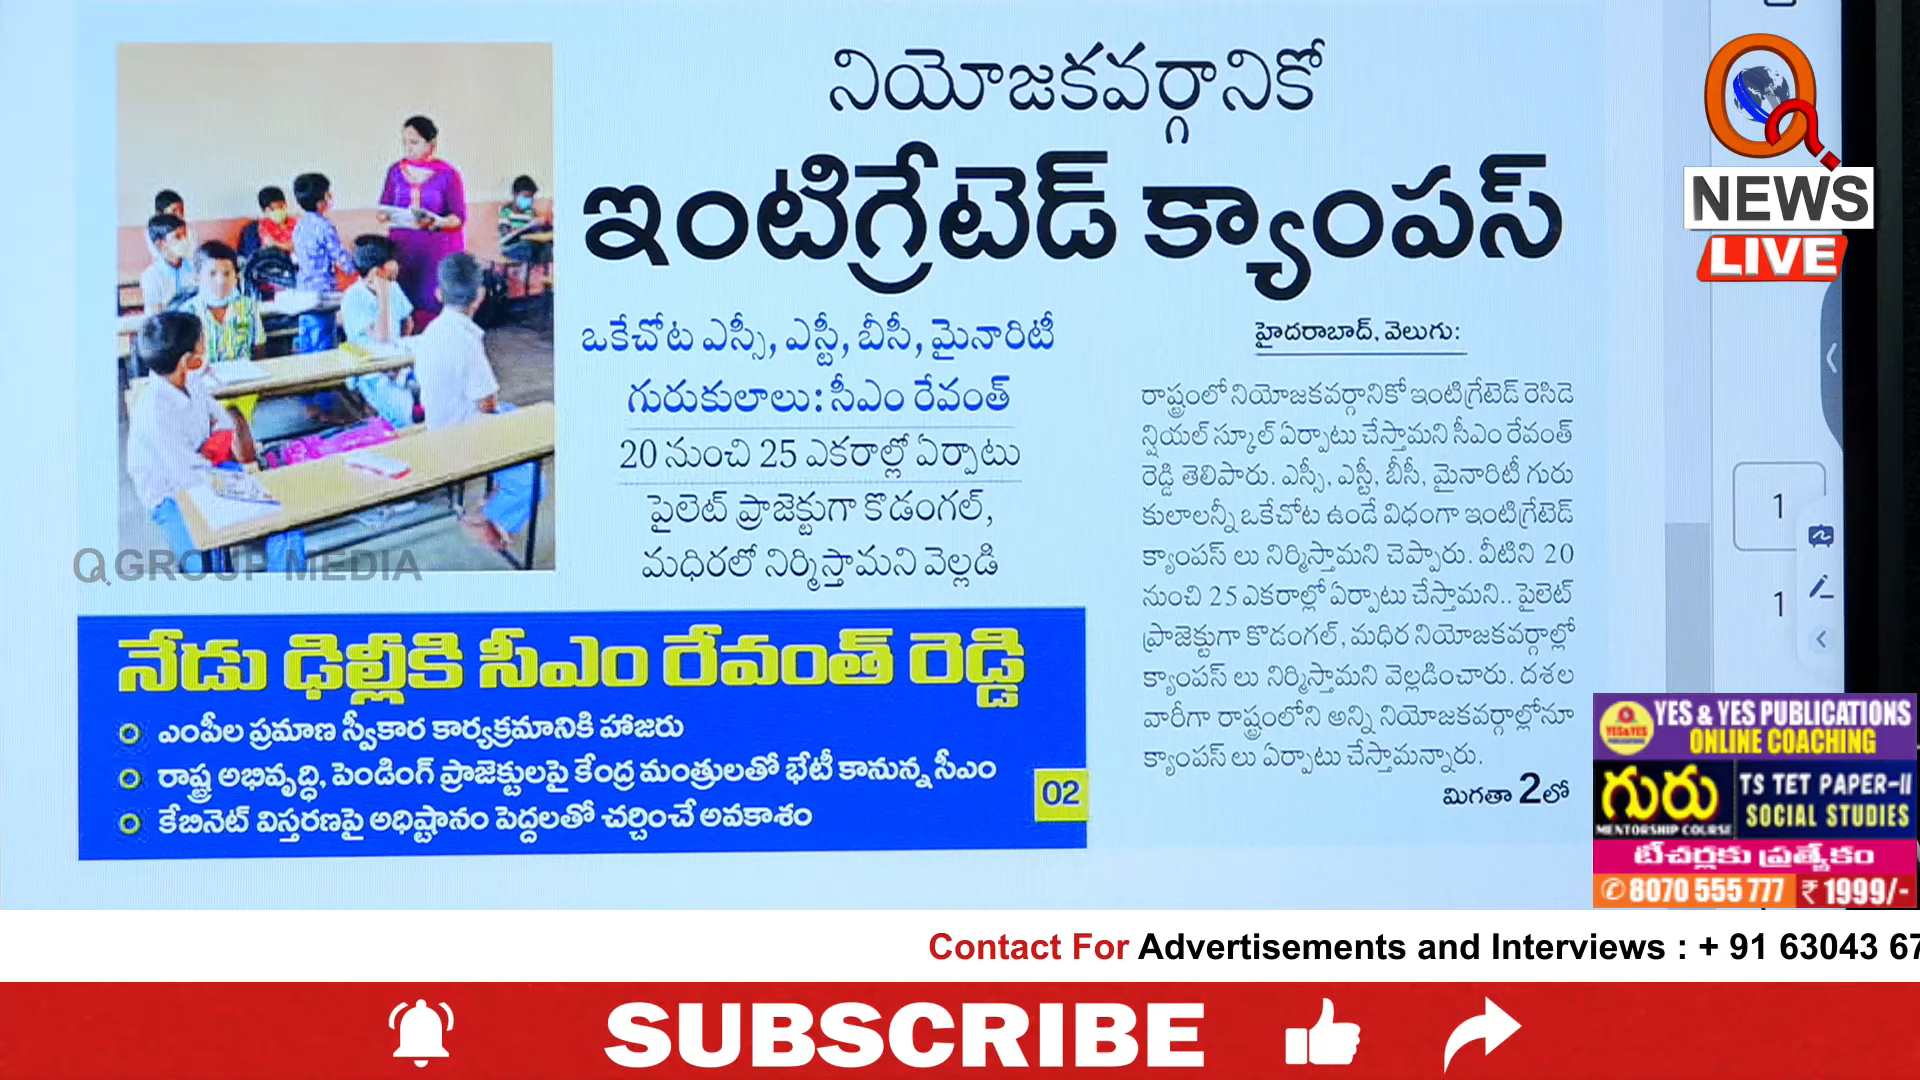 నియోజకవర్గానికో
ఇంటిగ్రేటెడ్ క్యాంపస్
ఒకేచోట ఎస్సీ, ఎస్టీ, బీసీ, మైనారిటీ
గురుకులాలు: సీఎం రేవంత్
20 నుంచి 25 ఎకరాల్లో ఏర్పాటు
పైలెట్ ప్రాజెక్టుగా కొడంగల్,
మధిరలో నిర్మిస్తామని వెల్లడి
హైదరాబాద్, వెలుగు:
రాష్ట్రంలో నియోజకవర్గానికో ఇంటిగ్రేటెడ్ రెసిడె
న్షియల్ స్కూల్ ఏర్పాటు చేస్తామని సీఎం రేవంత్
రెడ్డి తెలిపారు. ఎస్సీ, ఎస్టీ, బీసీ, మైనారిటీ గురు
కులాలన్నీ ఒకేచోట ఉండే విధంగా ఇంటిగ్రేటెడ్
క్యాంపస్ లు నిర్మిస్తామని చెప్పారు. వీటిని 20
నుంచి 25 ఎకరాల్లో ఏర్పాటు చేస్తామని.. పైలెట్
ప్రాజెక్టుగా కొడంగల్, మధిర నియోజకవర్గాల్లో
క్యాంపస్ లు నిర్మిస్తామని వెల్లడించారు. దశల
వారీగా రాష్ట్రంలోని అన్ని నియోజకవర్గాల్లోనూ
క్యాంపస్ లు ఏర్పాటు చేస్తామన్నారు.
మిగతా 2లో
నేడు ఢిల్లీకి సీఎం రేవంత్ రెడ్డి
ఎంపీల ప్రమాణ స్వీకార కార్యక్రమానికి హాజరు
రాష్ట్ర అభివృద్ధి, పెండింగ్ ప్రాజెక్టులపై కేంద్ర మంత్రులతో భేటీ కానున్న సీఎం
కేబినెట్ విస్తరణపై అధిష్టానం పెద్దలతో చర్చించే అవకాశం
02
Q GROUP MEDIA
Q
NEWS
LIVE
1
1
YES & YES PUBLICATIONS
ONLINE COACHING
YES&YES
గురు
MENTORSHIP COURSE
TS TET PAPER-II
SOCIAL STUDIES
టీచర్లకు ప్రత్యేకం
8070 555 777
₹ 1999/-
Contact For Advertisements and Interviews : + 91 63043 67
SUBSCRIBE